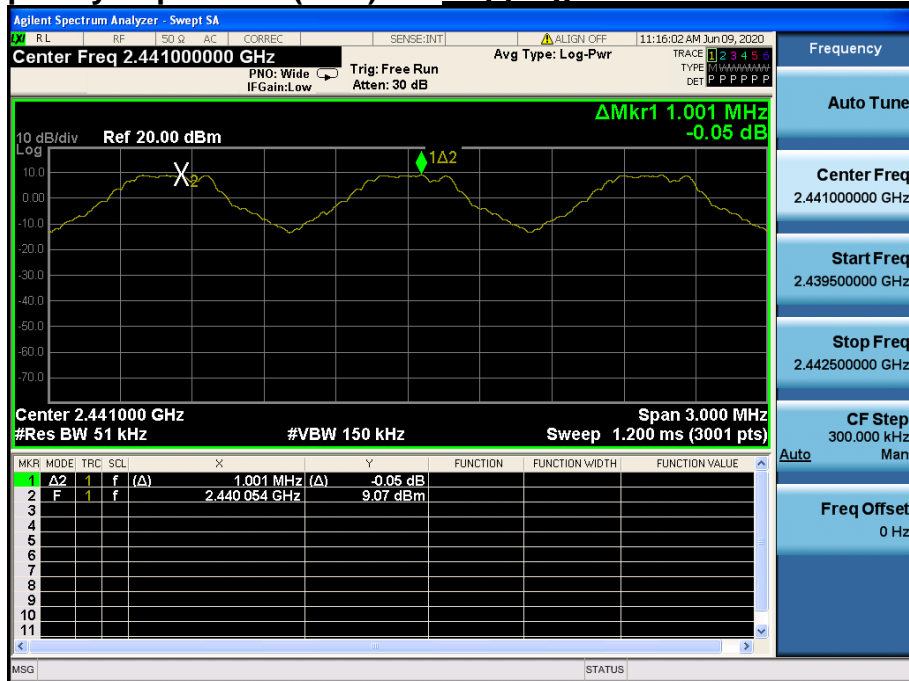 Agilent Spectrum Analyzer - Swept SA
LXI RL RF 50 Ω AC CORREC SENSE:INT ALIGN OFF 11:16:02 AM Jun 09, 2020
Center Freq 2.441000000 GHz
PNO: Wide
IFGain:Low
Trig: Free Run
Atten: 30 dB
Avg Type: Log-Pwr
TRACE 1 2 3 4 5 6
TYPE M WWWWW
DET P P P P P P
ΔMkr1 1.001 MHz
-0.05 dB
10 dB/div Ref 20.00 dBm
Log
1Δ2
X2
10.0
0.00
-10.0
-20.0
-30.0
-40.0
-50.0
-60.0
-70.0
Center 2.441000 GHz Span 3.000 MHz
#Res BW 51 kHz #VBW 150 kHz Sweep 1.200 ms (3001 pts)
MKR MODE TRC SCL X Y FUNCTION FUNCTION WIDTH FUNCTION VALUE
1 Δ2 1 f (Δ) 1.001 MHz (Δ) -0.05 dB
2 F 1 f 2.440 054 GHz 9.07 dBm
3
4
5
6
7
8
9
10
11
MSG STATUS
Frequency
Auto Tune
Center Freq
2.441000000 GHz
Start Freq
2.439500000 GHz
Stop Freq
2.442500000 GHz
CF Step
300.000 kHz
Auto Man
Freq Offset
0 Hz